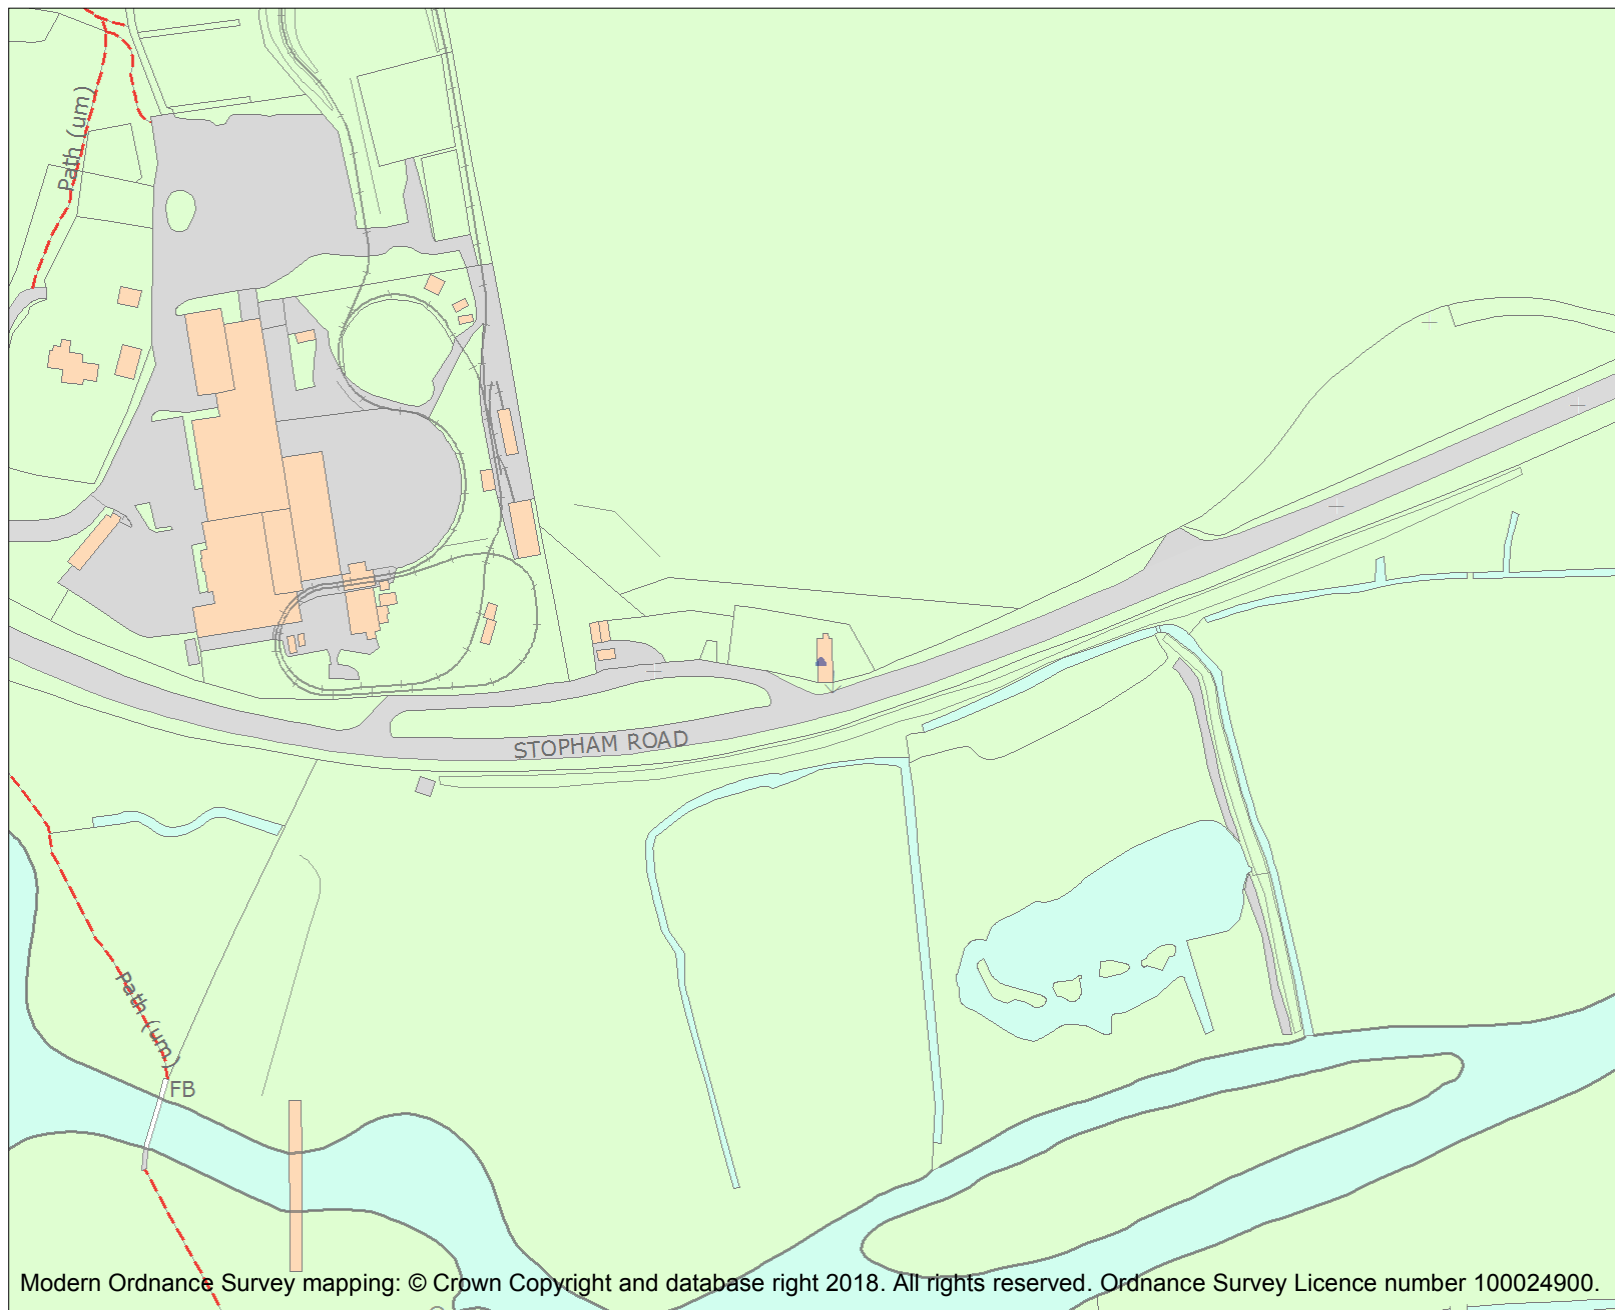 Path (um)
STOPHAM ROAD
Path (um)
FB
Modern Ordnance Survey mapping: © Crown Copyright and database right 2018. All rights reserved. Ordnance Survey Licence number 100024900.